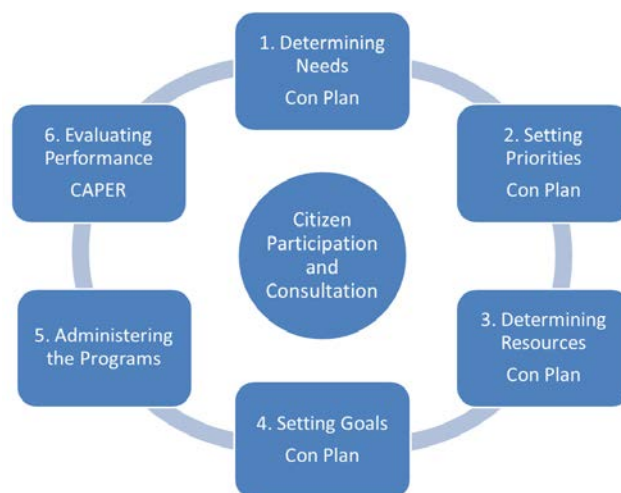 1. Determining
Needs
Con Plan
2. Setting
Priorities
Con Plan
3. Determining
Resources
Con Plan
4. Setting Goals
Con Plan
5. Administering
the Programs
6. Evaluating
Performance
CAPER
Citizen
Participation
and
Consultation